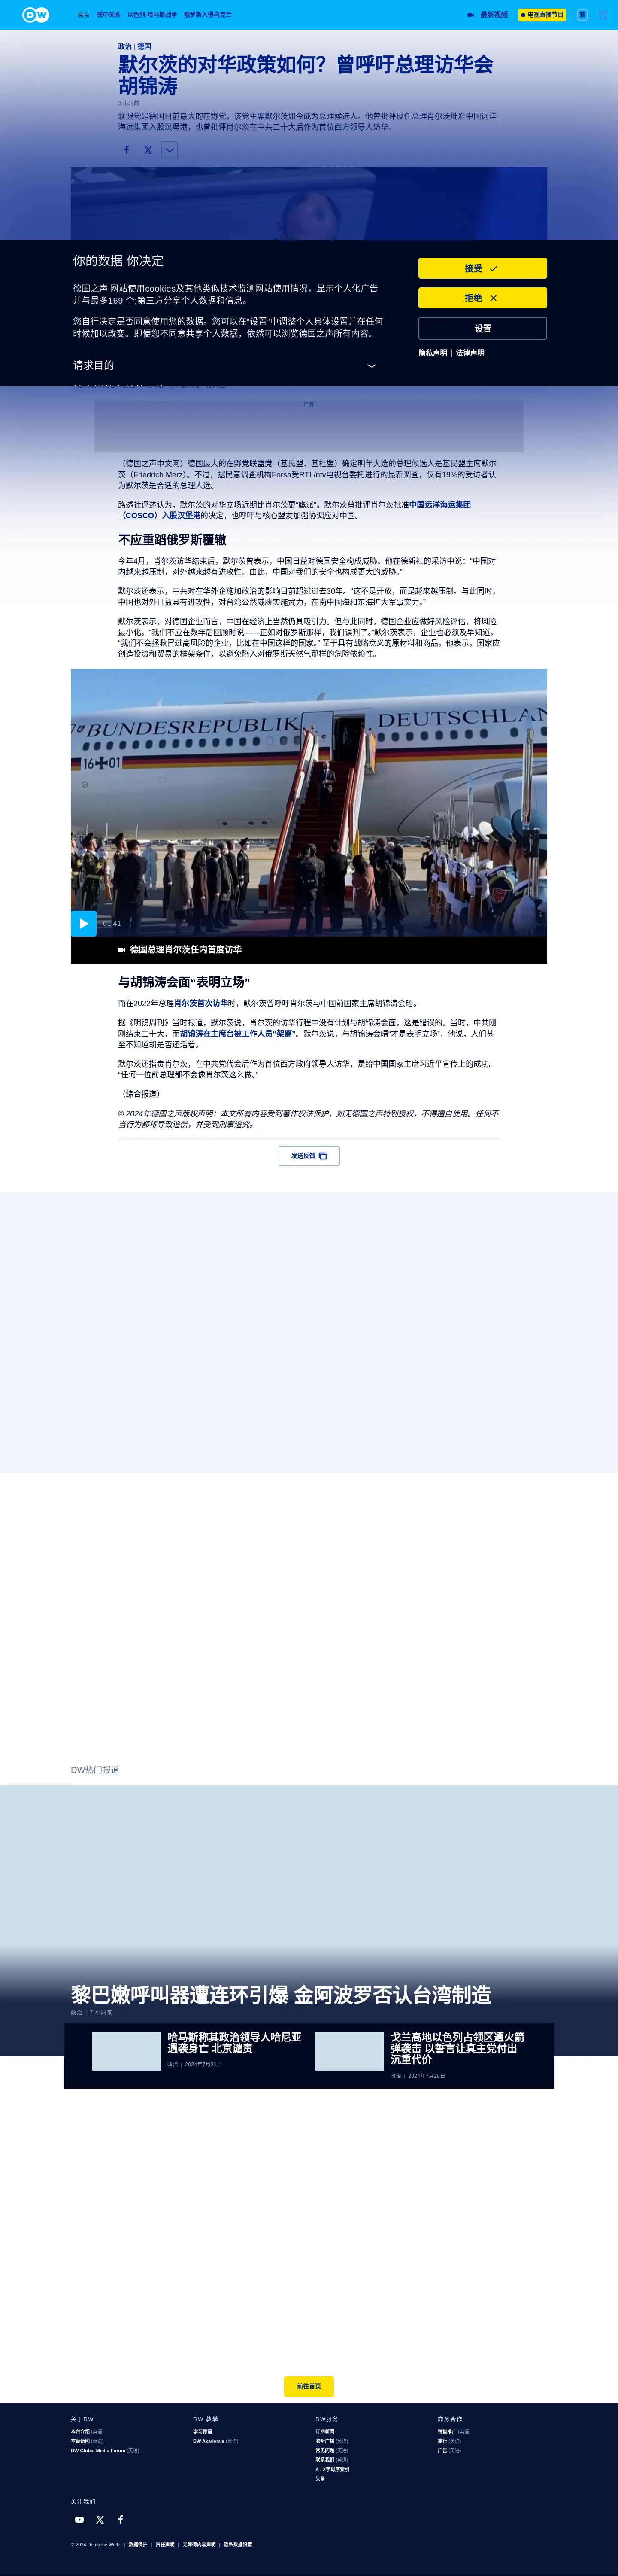 DW
焦点 德中关系 以色列-哈马斯战争 俄罗斯入侵乌克兰 最新视频 电视直播节目 繁
政治 | 德国
默尔茨的对华政策如何？曾呼吁总理访华会
胡锦涛
3 小时前
联盟党是德国目前最大的在野党，该党主席默尔茨如今成为总理候选人。他曾批评现任总理肖尔茨批准中国远洋
海运集团入股汉堡港，也曾批评肖尔茨在中共二十大后作为首位西方领导人访华。
你的数据 你决定
德国之声'网站使用cookies及其他类似技术监测网站使用情况，显示个人化广告
并与最多169 个;第三方分享个人数据和信息。
您自行决定是否同意使用您的数据。您可以在“设置”中调整个人具体设置并在任何
时候加以改变。即便您不同意共享个人数据，依然可以浏览德国之声所有内容。
请求目的
接受
拒绝
设置
隐私声明 | 法律声明
广告
（德国之声中文网）德国最大的在野党联盟党（基民盟、基社盟）确定明年大选的总理候选人是基民盟主席默尔
茨（Friedrich Merz）。不过，据民意调查机构Forsa受RTL/ntv电视台委托进行的最新调查，仅有19%的受访者认
为默尔茨是合适的总理人选。
路透社评述认为，默尔茨的对华立场近期比肖尔茨更“鹰派”。默尔茨曾批评肖尔茨批准中国远洋海运集团
（COSCO）入股汉堡港的决定，也呼吁与核心盟友加强协调应对中国。
不应重蹈俄罗斯覆辙
今年4月，肖尔茨访华结束后，默尔茨曾表示，中国日益对德国安全构成威胁。他在德新社的采访中说：“中国对
内越来越压制，对外越来越有进攻性。由此，中国对我们的安全也构成更大的威胁。”
默尔茨还表示，中共对在华外企施加政治的影响目前超过过去30年。“这不是开放，而是越来越压制。与此同时，
中国也对外日益具有进攻性，对台湾公然威胁实施武力，在南中国海和东海扩大军事实力。”
默尔茨表示，对德国企业而言，中国在经济上当然仍具吸引力。但与此同时，德国企业应做好风险评估，将风险
最小化。“我们不应在数年后回顾时说——正如对俄罗斯那样，我们误判了。”默尔茨表示，企业也必须及早知道，
“我们不会拯救冒过高风险的企业，比如在中国这样的国家。” 至于具有战略意义的原材料和商品，他表示，国家应
创造投资和贸易的框架条件，以避免陷入对俄罗斯天然气那样的危险依赖性。
BUNDESREPUBLIK DEUTSCHLAND
16+01
01:41
德国总理肖尔茨任内首度访华
与胡锦涛会面“表明立场”
而在2022年总理肖尔茨首次访华时，默尔茨曾呼吁肖尔茨与中国前国家主席胡锦涛会晤。
据《明镜周刊》当时报道，默尔茨说，肖尔茨的访华行程中没有计划与胡锦涛会面，这是错误的。当时，中共刚
刚结束二十大，而胡锦涛在主席台被工作人员“架离”。默尔茨说，与胡锦涛会晤“才是表明立场”，他说，人们甚
至不知道胡是否还活着。
默尔茨还指责肖尔茨，在中共党代会后作为首位西方政府领导人访华，是给中国国家主席习近平宣传上的成功。
“任何一位前总理都不会像肖尔茨这么做。”
（综合报道）
© 2024年德国之声版权声明：本文所有内容受到著作权法保护，如无德国之声特别授权，不得擅自使用。任何不
当行为都将导致追偿，并受到刑事追究。
发送反馈
DW热门报道
黎巴嫩呼叫器遭连环引爆 金阿波罗否认台湾制造
政治 | 7 小时前
哈马斯称其政治领导人哈尼亚
遇袭身亡 北京谴责
政治 | 2024年7月31日
戈兰高地以色列占领区遭火箭
弹袭击 以誓言让真主党付出
沉重代价
政治 | 2024年7月28日
前往首页
关于DW
本台介绍 (英语)
本台新闻 (英语)
DW Global Media Forum (英语)
DW 教學
学习德语
DW Akademie (英语)
DW服务
订阅新闻
收听广播 (英语)
常见问题 (英语)
联系我们 (英语)
A - Z字母序索引
头条
商务合作
销售推广 (英语)
旅行 (英语)
广告 (英语)
关注我们
© 2024 Deutsche Welle | 数据保护 | 责任声明 | 无障碍内容声明 | 隐私数据设置